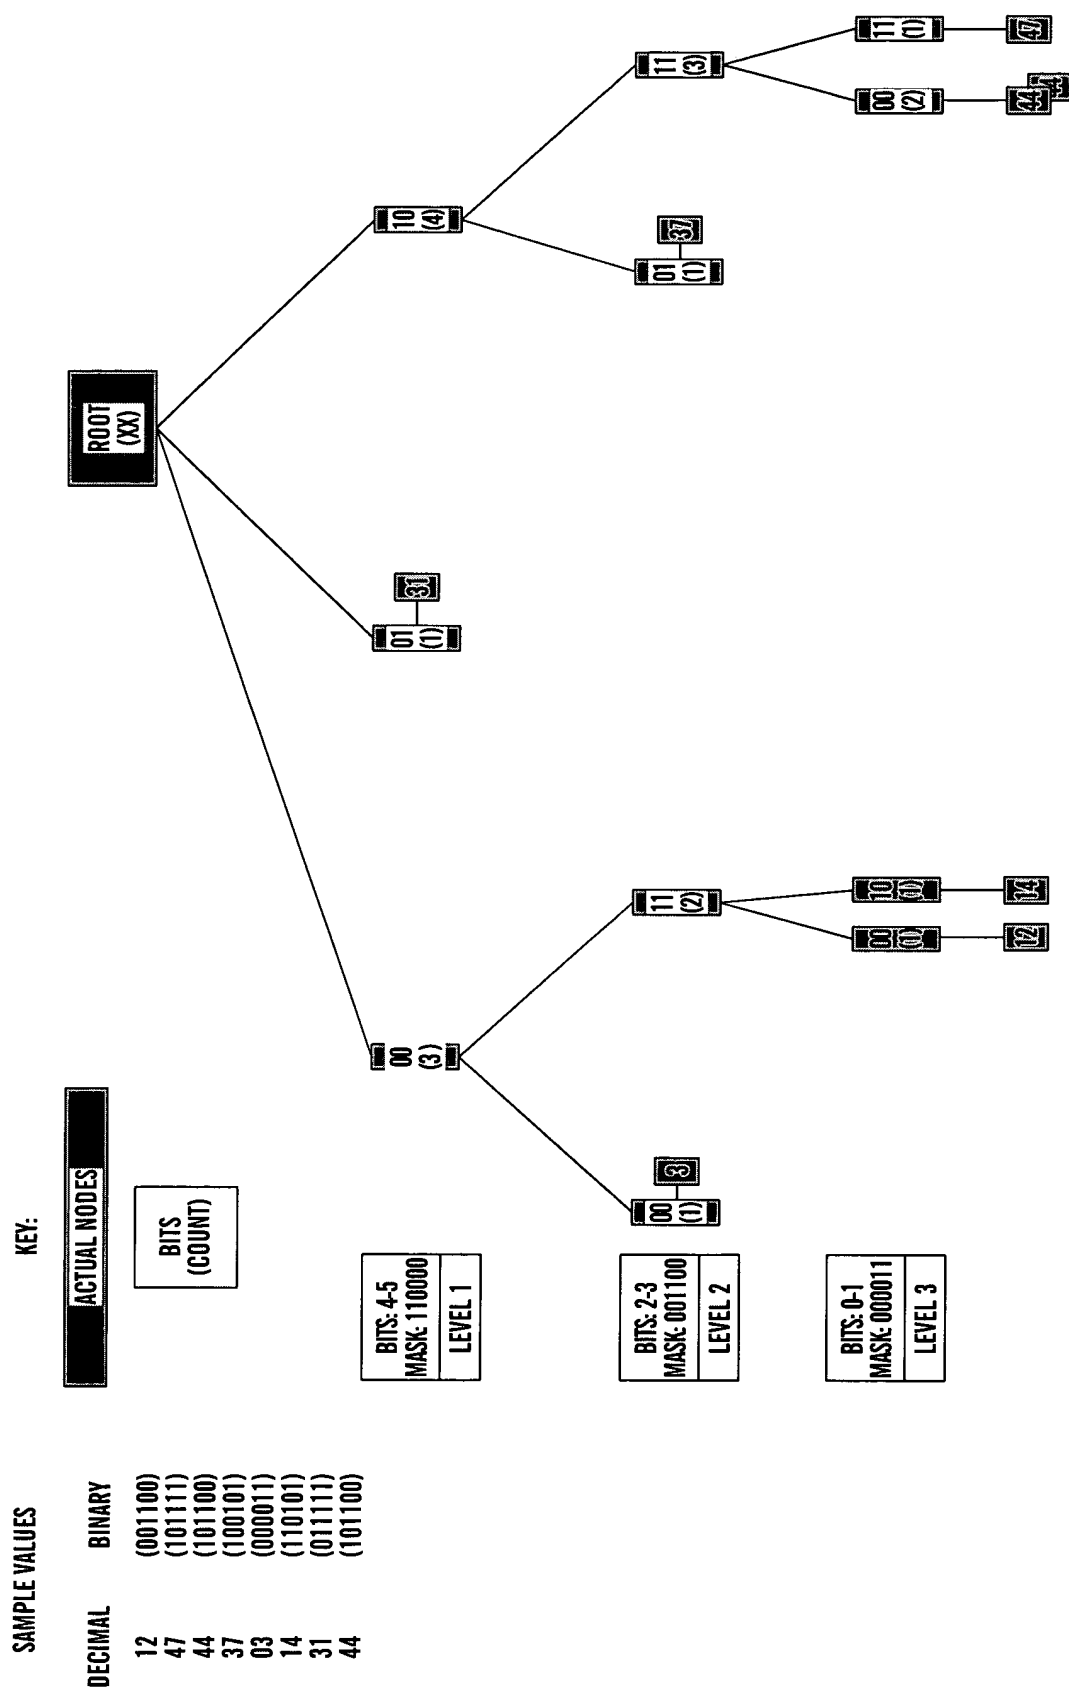 SAMPLE VALUES
DECIMAL BINARY
12 (001100)
47 (101111)
44 (101100)
37 (100101)
03 (000011)
14 (110101)
31 (011111)
44 (101100)
KEY:
ACTUAL NODES
BITS
(COUNT)
ROOT
(XX)
BITS: 4-5
MASK: 110000
LEVEL 1
00
(3)
01
(1)
31
10
(4)
BITS: 2-3
MASK: 001100
LEVEL 2
00
(1)
3
11
(2)
01
(1)
37
11
(3)
BITS: 0-1
MASK: 000011
LEVEL 3
00
(1)
10
(1)
00
(2)
11
(1)
12
14
44
47